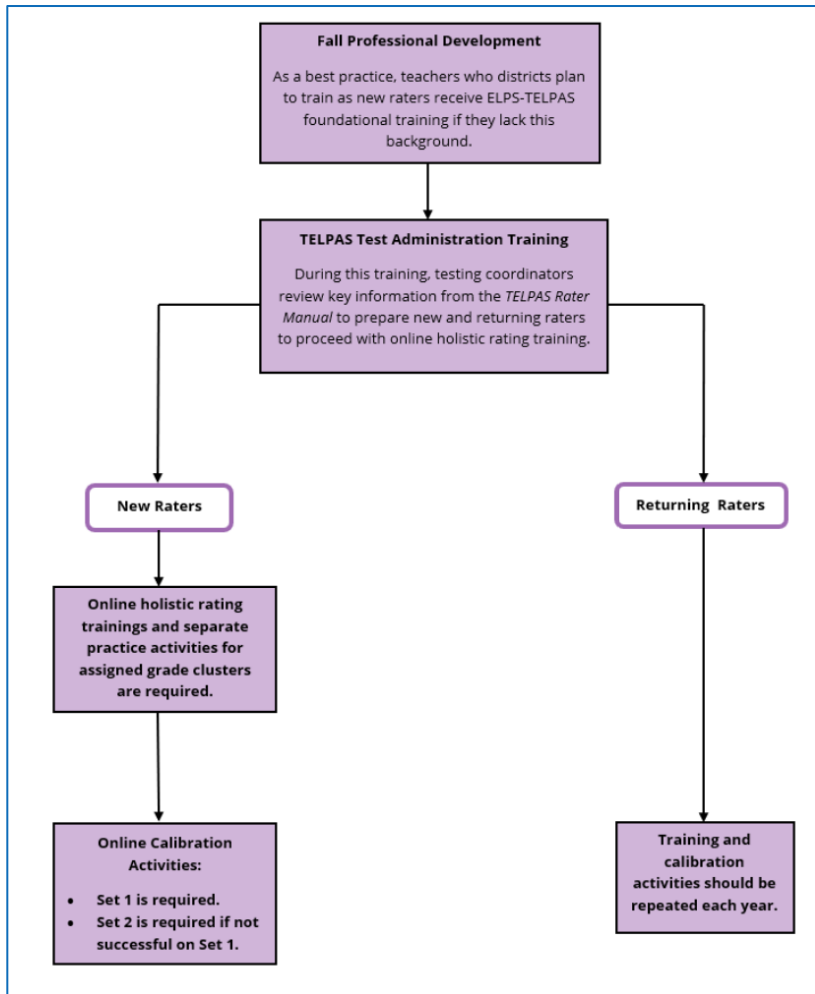 Fall Professional Development
As a best practice, teachers who districts plan
to train as new raters receive ELPS-TELPAS
foundational training if they lack this
background.
TELPAS Test Administration Training
During this training, testing coordinators
review key information from the TELPAS Rater
Manual to prepare new and returning raters
to proceed with online holistic rating training.
New Raters
Returning Raters
Online holistic rating
trainings and separate
practice activities for
assigned grade clusters
are required.
Online Calibration
Activities:
• Set 1 is required.
• Set 2 is required if not
successful on Set 1.
Training and
calibration
activities should be
repeated each year.